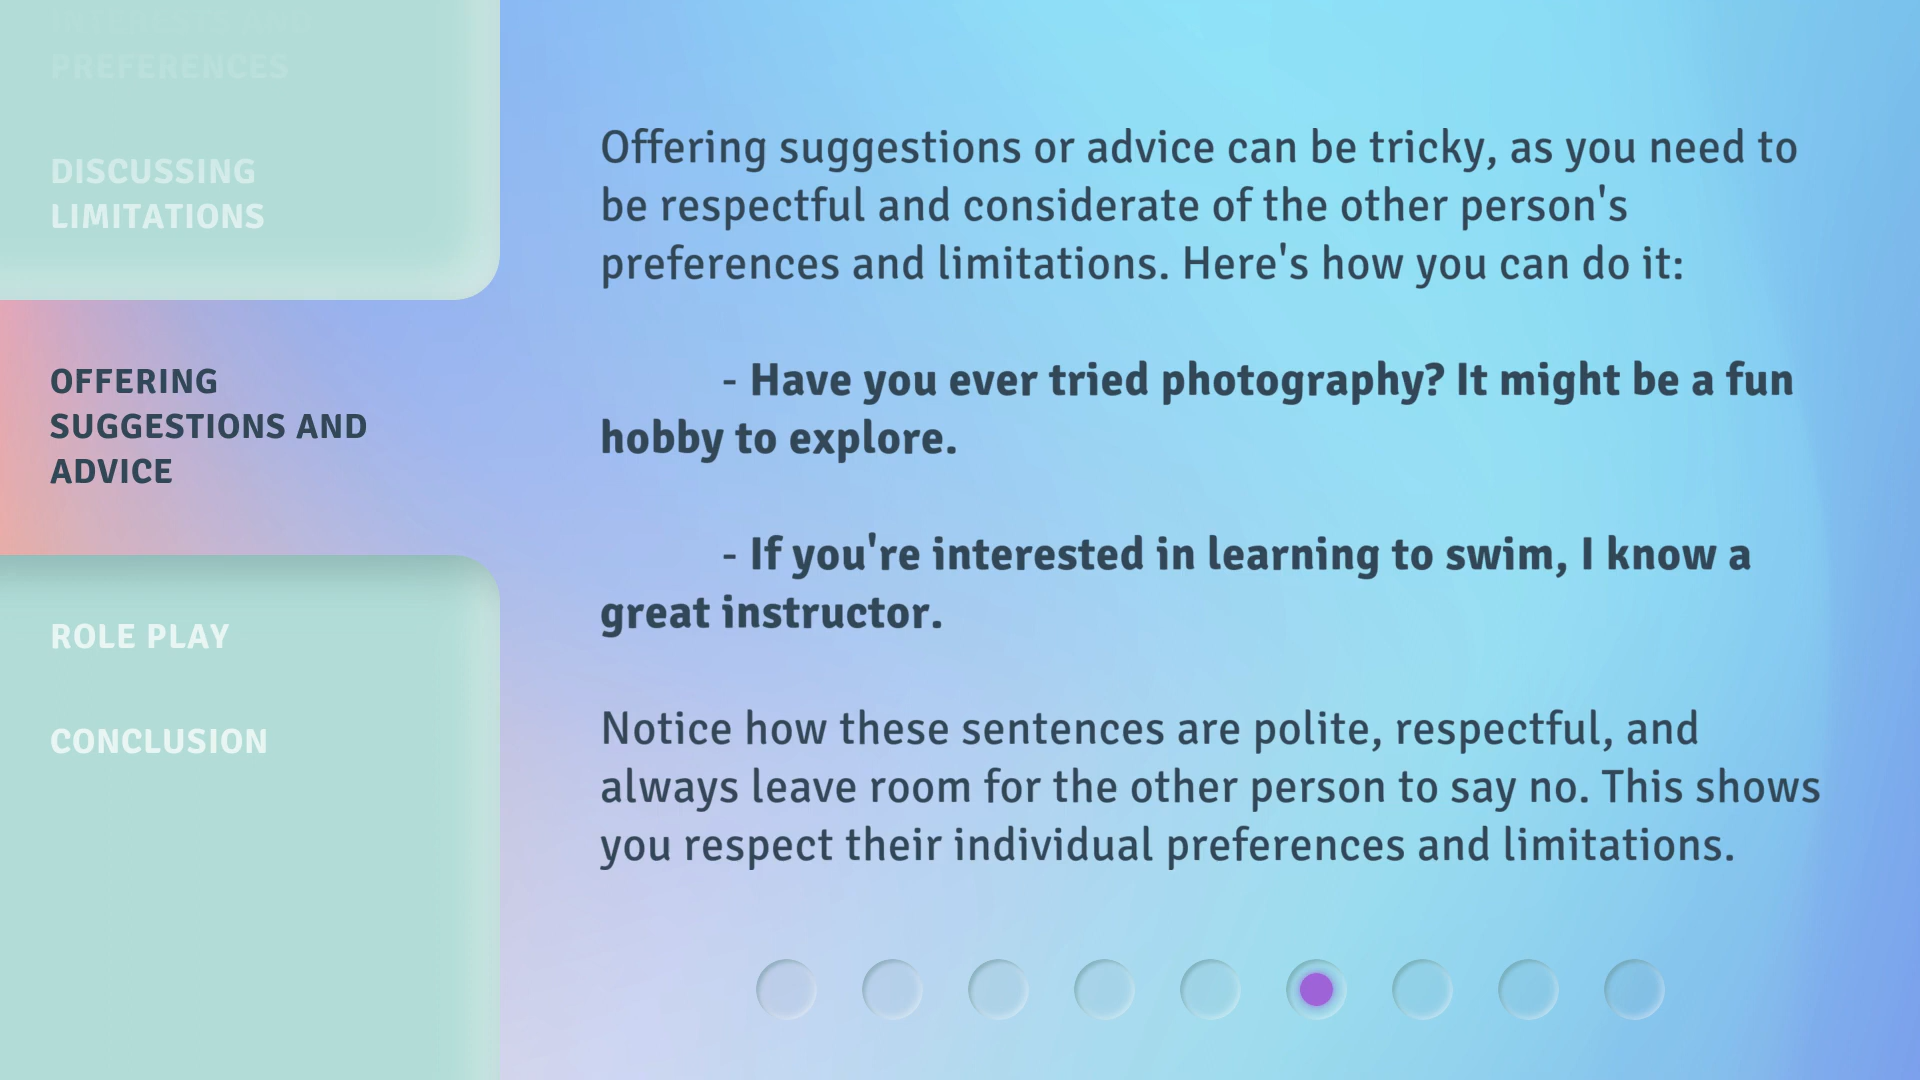 INTERESTS AND
PREFERENCES
DISCUSSING
LIMITATIONS
OFFERING
SUGGESTIONS AND
ADVICE
ROLE PLAY
CONCLUSION
Offering suggestions or advice can be tricky, as you need to
be respectful and considerate of the other person's
preferences and limitations. Here's how you can do it:
- Have you ever tried photography? It might be a fun
hobby to explore.
- If you're interested in learning to swim, I know a
great instructor.
Notice how these sentences are polite, respectful, and
always leave room for the other person to say no. This shows
you respect their individual preferences and limitations.